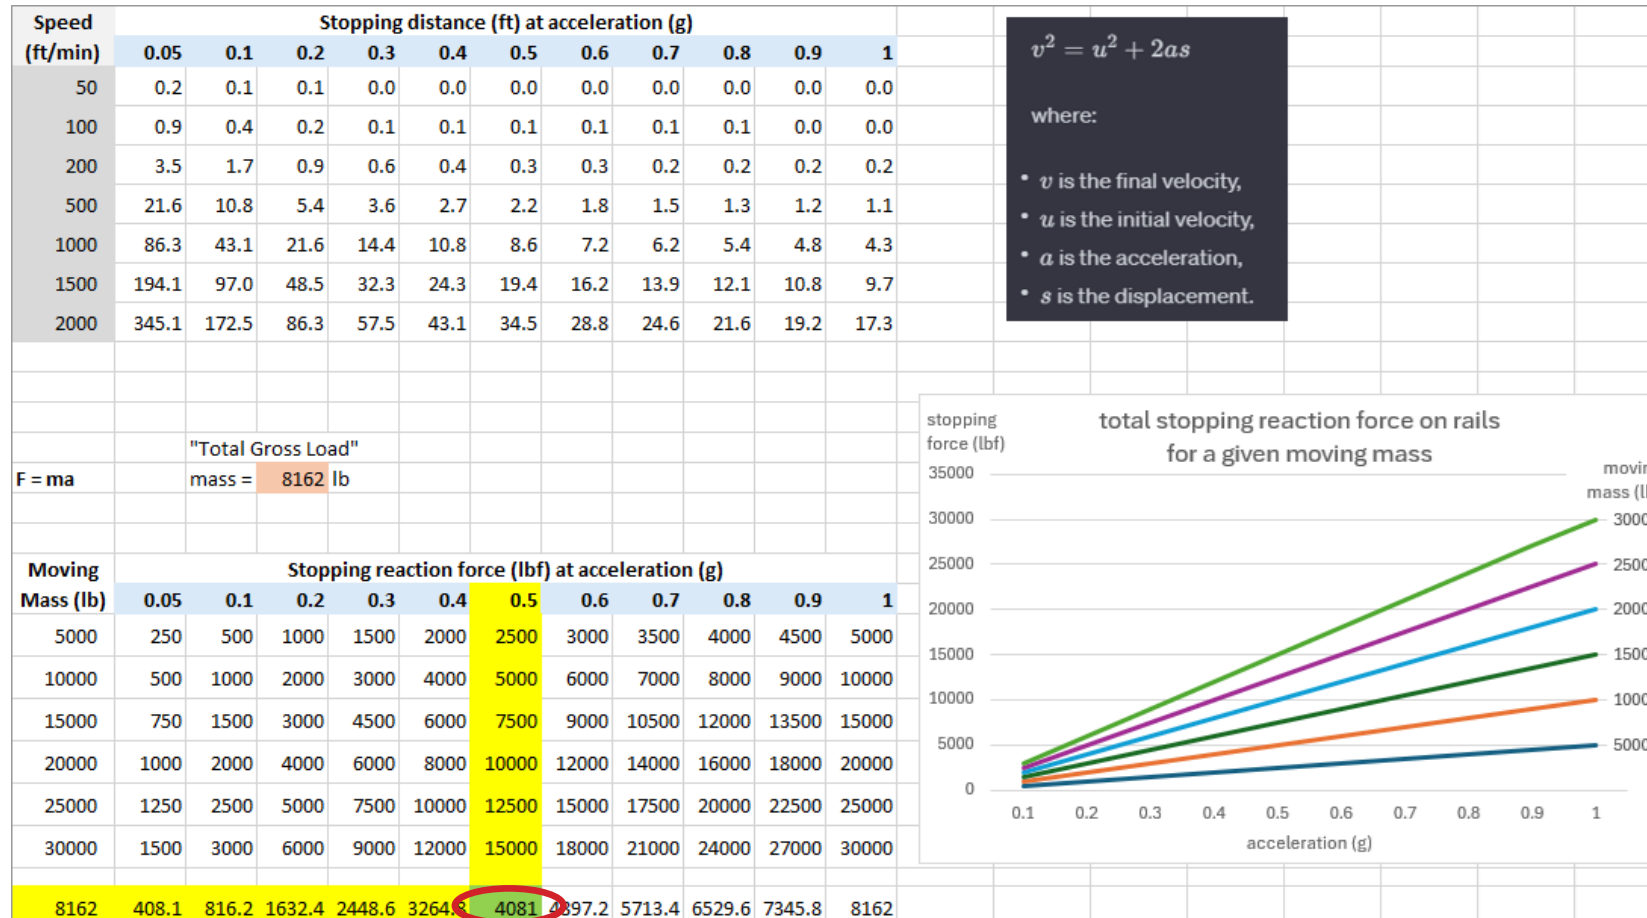 Speed Stopping distance (ft) at acceleration (g)
(ft/min) 0.05 0.1 0.2 0.3 0.4 0.5 0.6 0.7 0.8 0.9 1
50 0.2 0.1 0.1 0.0 0.0 0.0 0.0 0.0 0.0 0.0 0.0
100 0.9 0.4 0.2 0.1 0.1 0.1 0.1 0.1 0.1 0.0 0.0
200 3.5 1.7 0.9 0.6 0.4 0.3 0.3 0.2 0.2 0.2 0.2
500 21.6 10.8 5.4 3.6 2.7 2.2 1.8 1.5 1.3 1.2 1.1
1000 86.3 43.1 21.6 14.4 10.8 8.6 7.2 6.2 5.4 4.8 4.3
1500 194.1 97.0 48.5 32.3 24.3 19.4 16.2 13.9 12.1 10.8 9.7
2000 345.1 172.5 86.3 57.5 43.1 34.5 28.8 24.6 21.6 19.2 17.3
v² = u² + 2as
where:
• v is the final velocity,
• u is the initial velocity,
• a is the acceleration,
• s is the displacement.
"Total Gross Load"
F = ma mass = 8162 lb
Moving Stopping reaction force (lbf) at acceleration (g)
Mass (lb) 0.05 0.1 0.2 0.3 0.4 0.5 0.6 0.7 0.8 0.9 1
5000 250 500 1000 1500 2000 2500 3000 3500 4000 4500 5000
10000 500 1000 2000 3000 4000 5000 6000 7000 8000 9000 10000
15000 750 1500 3000 4500 6000 7500 9000 10500 12000 13500 15000
20000 1000 2000 4000 6000 8000 10000 12000 14000 16000 18000 20000
25000 1250 2500 5000 7500 10000 12500 15000 17500 20000 22500 25000
30000 1500 3000 6000 9000 12000 15000 18000 21000 24000 27000 30000
8162 408.1 816.2 1632.4 2448.6 3264.8 4081 4897.2 5713.4 6529.6 7345.8 8162
total stopping reaction force on rails
for a given moving mass
stopping
force (lbf)
35000
30000
25000
20000
15000
10000
5000
0
0.1 0.2 0.3 0.4 0.5 0.6 0.7 0.8 0.9 1
acceleration (g)
movin
mass (l
3000
2500
2000
1500
1000
5000